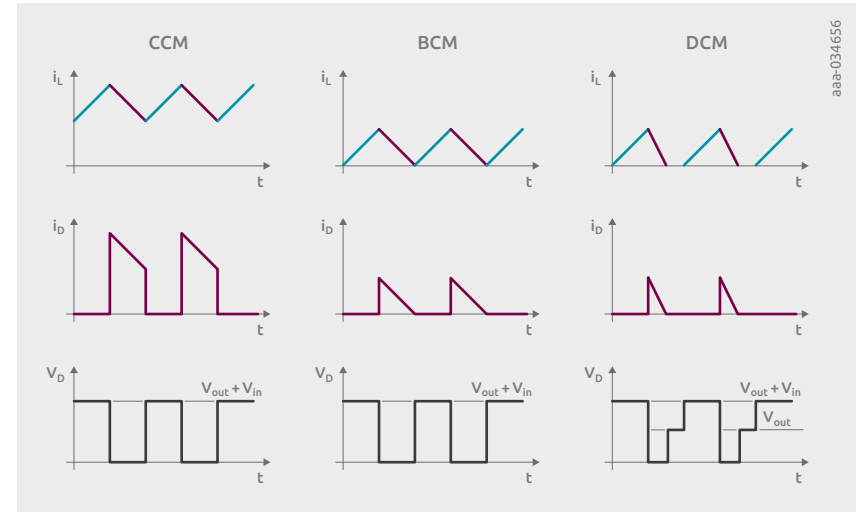 CCM
BCM
DCM
aaa-034656
iL
t
iL
t
iL
t
iD
t
iD
t
iD
t
VD
Vout + Vin
t
VD
Vout + Vin
t
VD
Vout + Vin
Vout
t